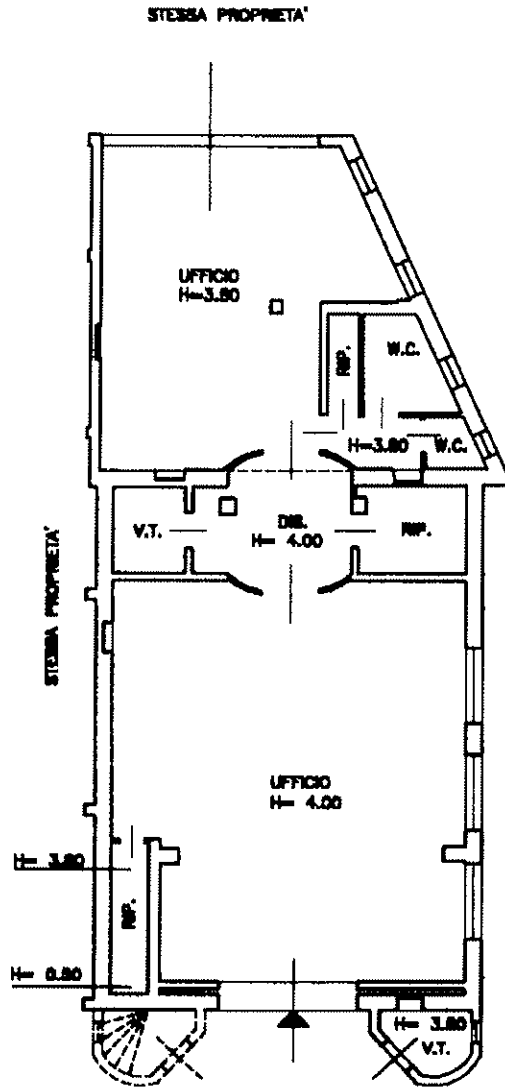 STESSA PROPRIETA'
UFFICIO
H=3.80
RIP.
W.C.
H=3.80
W.C.
V.T.
DIS.
H= 4.00
RIP.
STESSA PROPRIETA'
UFFICIO
H= 4.00
H= 3.80
RIP.
H= 0.80
H= 3.80
V.T.